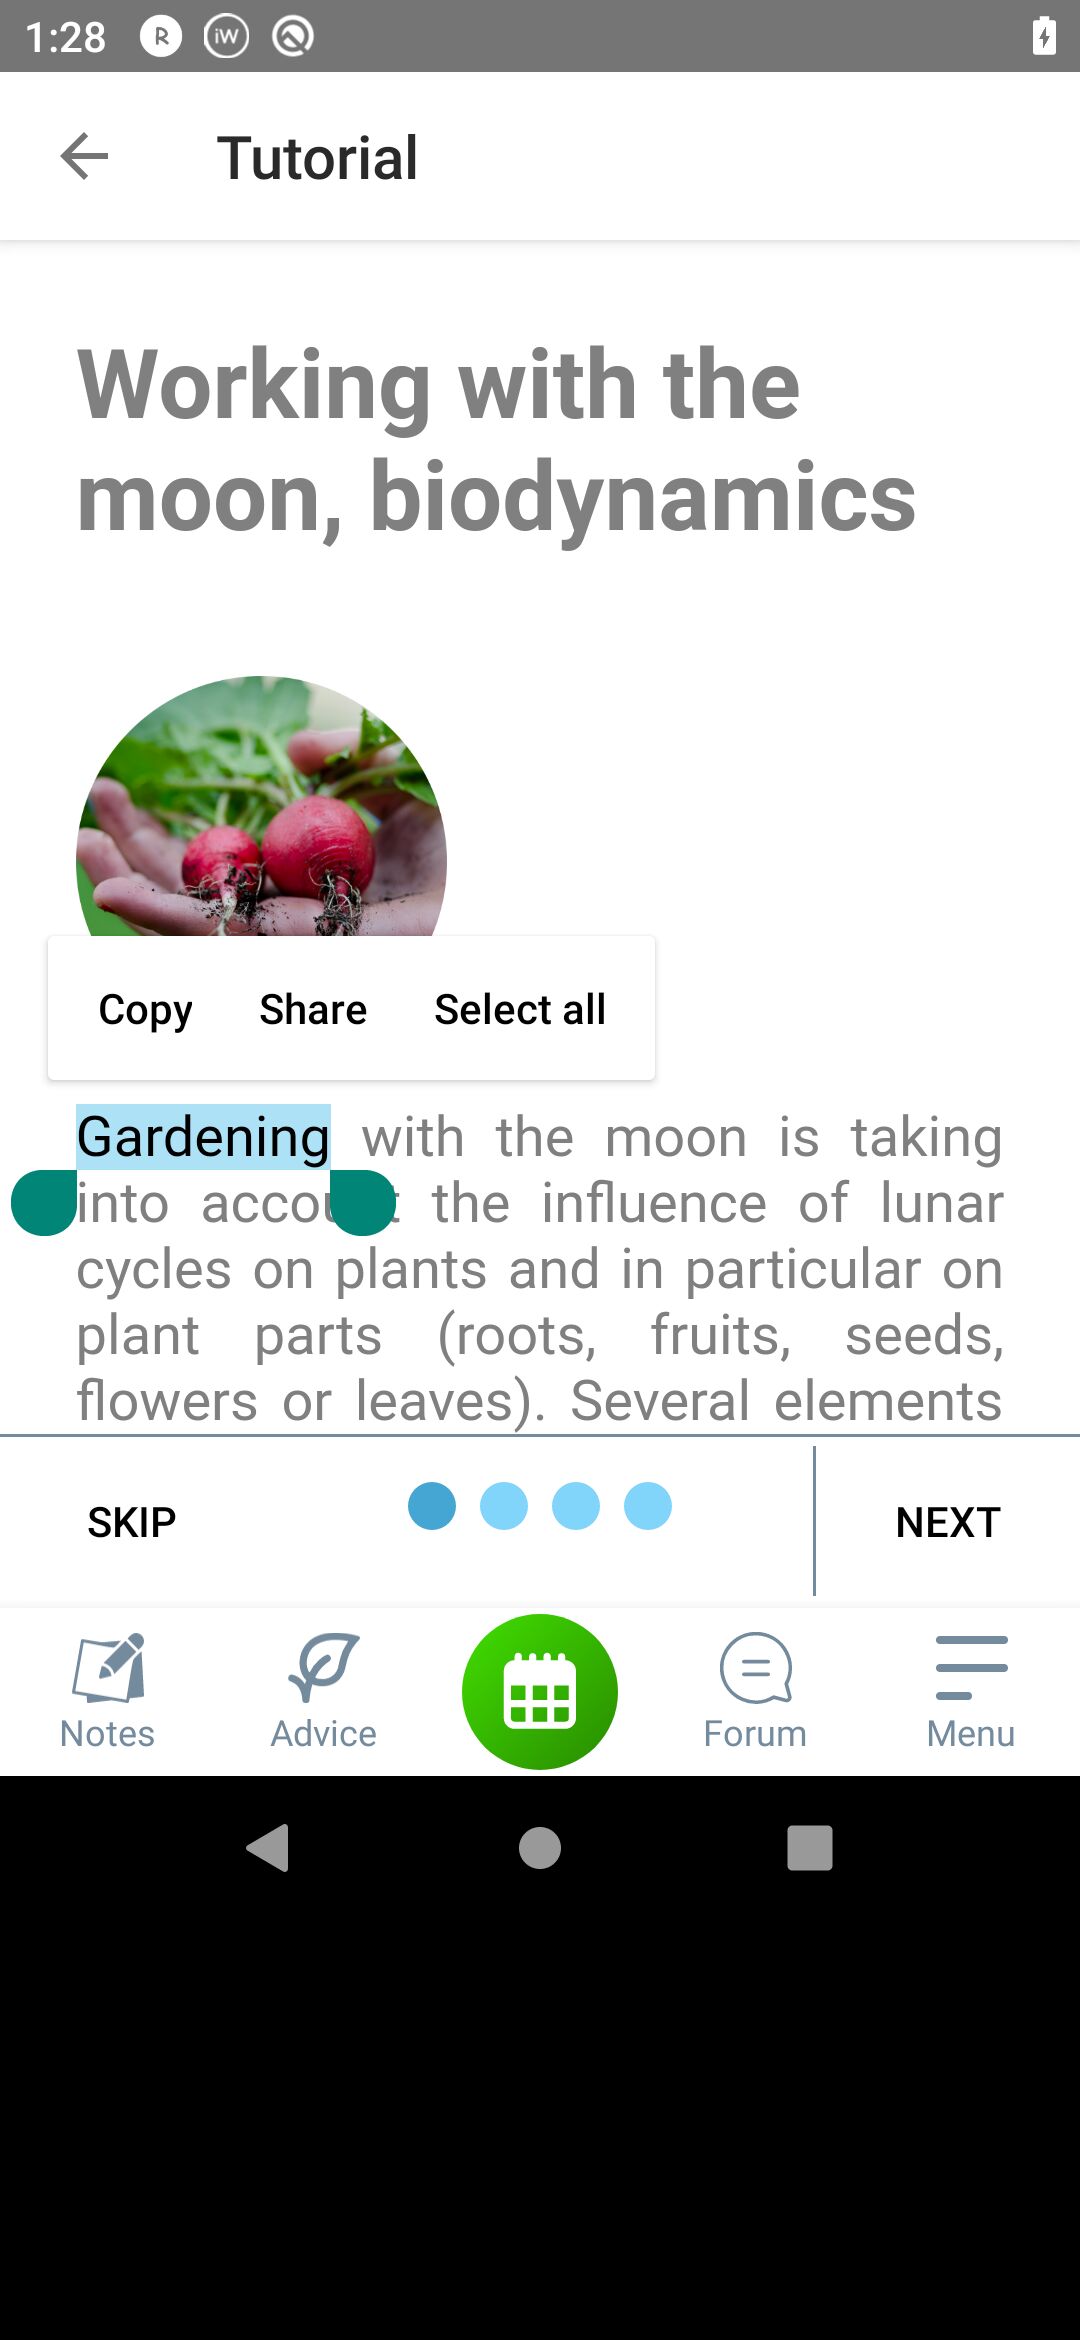 1:28
Tutorial
Working with the
moon, biodynamics
Copy Share Select all
Gardening with the moon is taking
into the influence of lunar
cycles on plants and in particular on
plant parts (roots, fruits, seeds,
flowers or leaves). Several elements
SKIP NEXT
Notes Advice Forum Menu